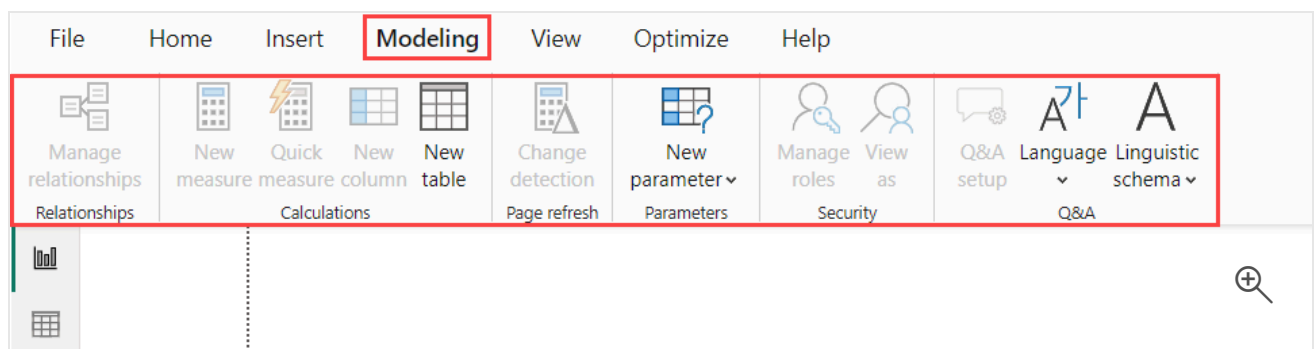 File Home Insert Modeling View Optimize Help
Manage relationships
New measure
Quick measure
New column
New table
Change detection
New parameter
Manage roles
View as
Q&A setup
Language
Linguistic schema
Relationships Calculations Page refresh Parameters Security Q&A